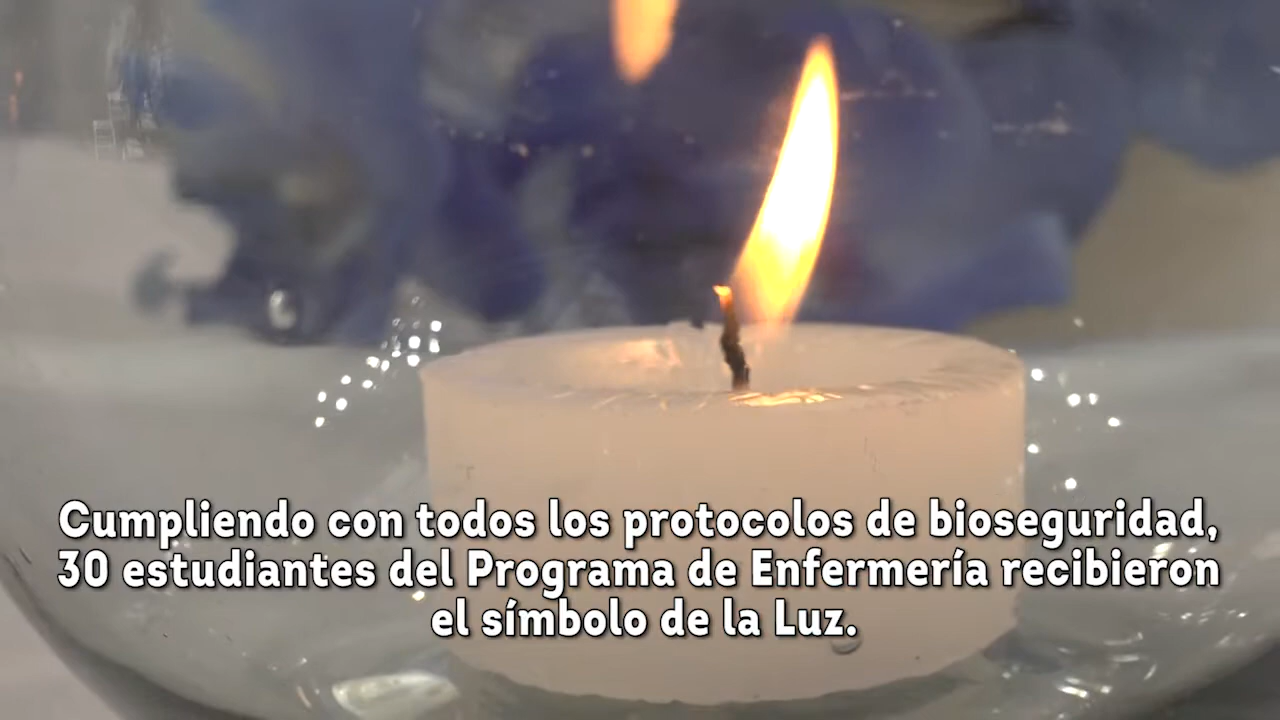 Cumpliendo con todos los protocolos de bioseguridad,
30 estudiantes del Programa de Enfermería recibieron
el símbolo de la Luz.